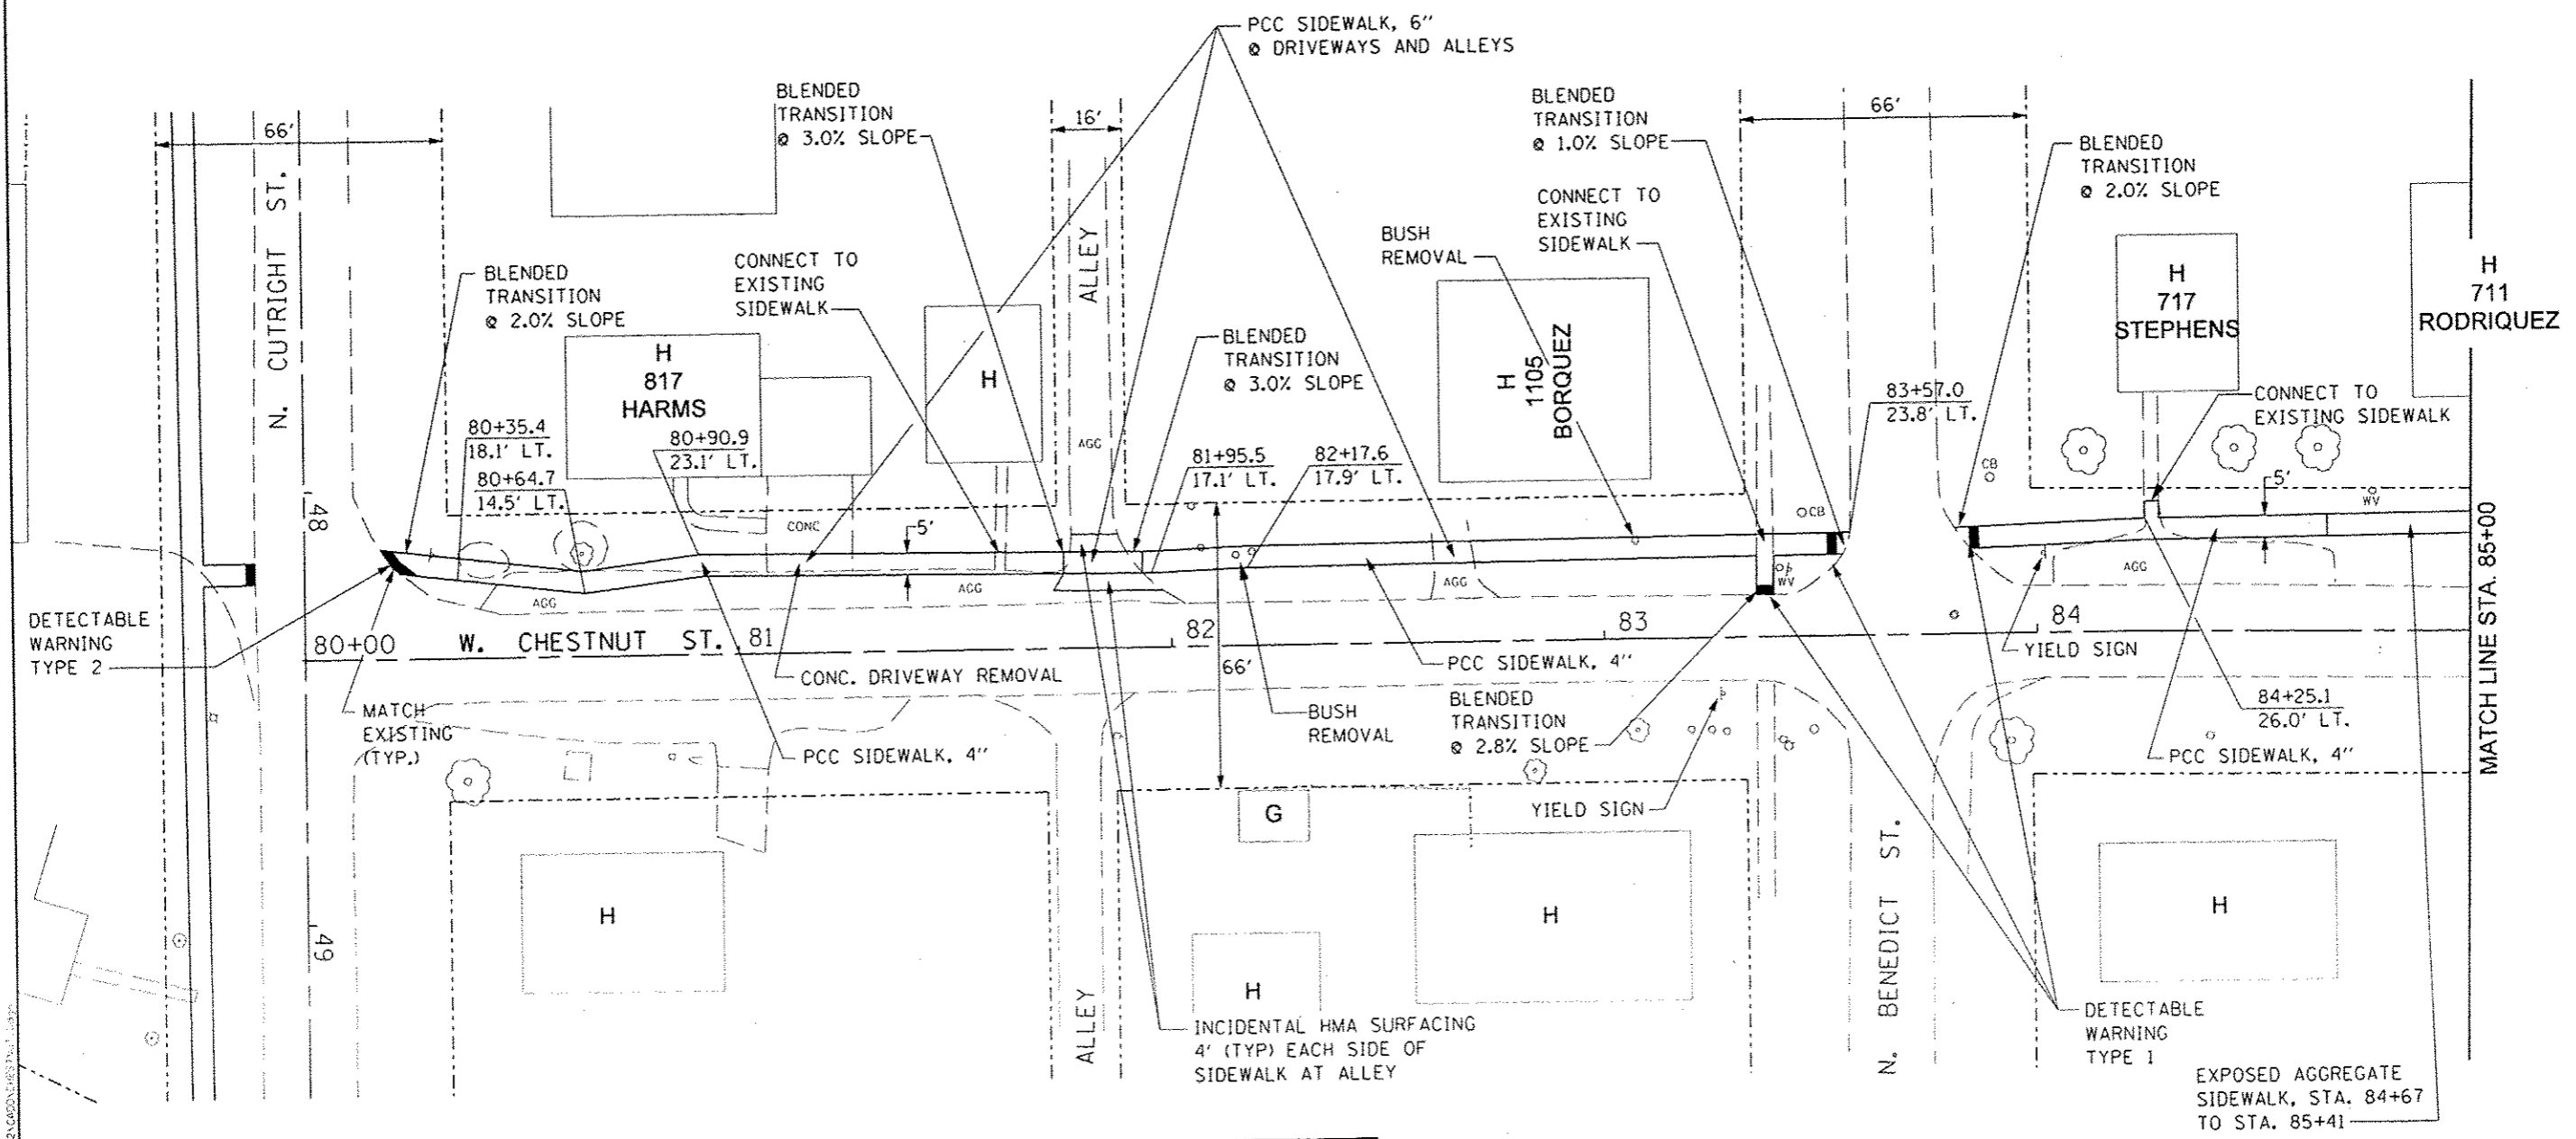 PCC SIDEWALK, 6"
@ DRIVEWAYS AND ALLEYS
BLENDED
TRANSITION
@ 3.0% SLOPE
BLENDED
TRANSITION
@ 1.0% SLOPE
66'
16'
66'
BLENDED
TRANSITION
@ 2.0% SLOPE
N. CUTRIGHT ST.
BLENDED
TRANSITION
@ 2.0% SLOPE
CONNECT TO
EXISTING
SIDEWALK
ALLEY
BUSH
REMOVAL
CONNECT TO
EXISTING
SIDEWALK
H
817
HARMS
H
BLENDED
TRANSITION
@ 3.0% SLOPE
H
1105
BORQUEZ
H
717
STEPHENS
H
711
RODRIQUEZ
80+35.4
18.1' LT.
80+64.7
14.5' LT.
80+90.9
23.1' LT.
AGG
81+95.5
17.1' LT.
82+17.6
17.9' LT.
83+57.0
23.8' LT.
CONNECT TO
EXISTING SIDEWALK
CB
5'
WV
48
CONC
5'
CB
AGG
AGG
AGG
WV
AGG
DETECTABLE
WARNING
TYPE 2
80+00
W. CHESTNUT ST.
81
82
83
84
MATCH LINE STA. 85+00
CONC. DRIVEWAY REMOVAL
66'
PCC SIDEWALK, 4"
YIELD SIGN
MATCH
EXISTING
(TYP.)
PCC SIDEWALK, 4"
BUSH
REMOVAL
BLENDED
TRANSITION
@ 2.8% SLOPE
84+25.1
26.0' LT.
PCC SIDEWALK, 4"
YIELD SIGN
G
H
H
H
H
49
ALLEY
N. BENEDICT ST.
INCIDENTAL HMA SURFACING
4' (TYP) EACH SIDE OF
SIDEWALK AT ALLEY
DETECTABLE
WARNING
TYPE 1
EXPOSED AGGREGATE
SIDEWALK, STA. 84+67
TO STA. 85+41